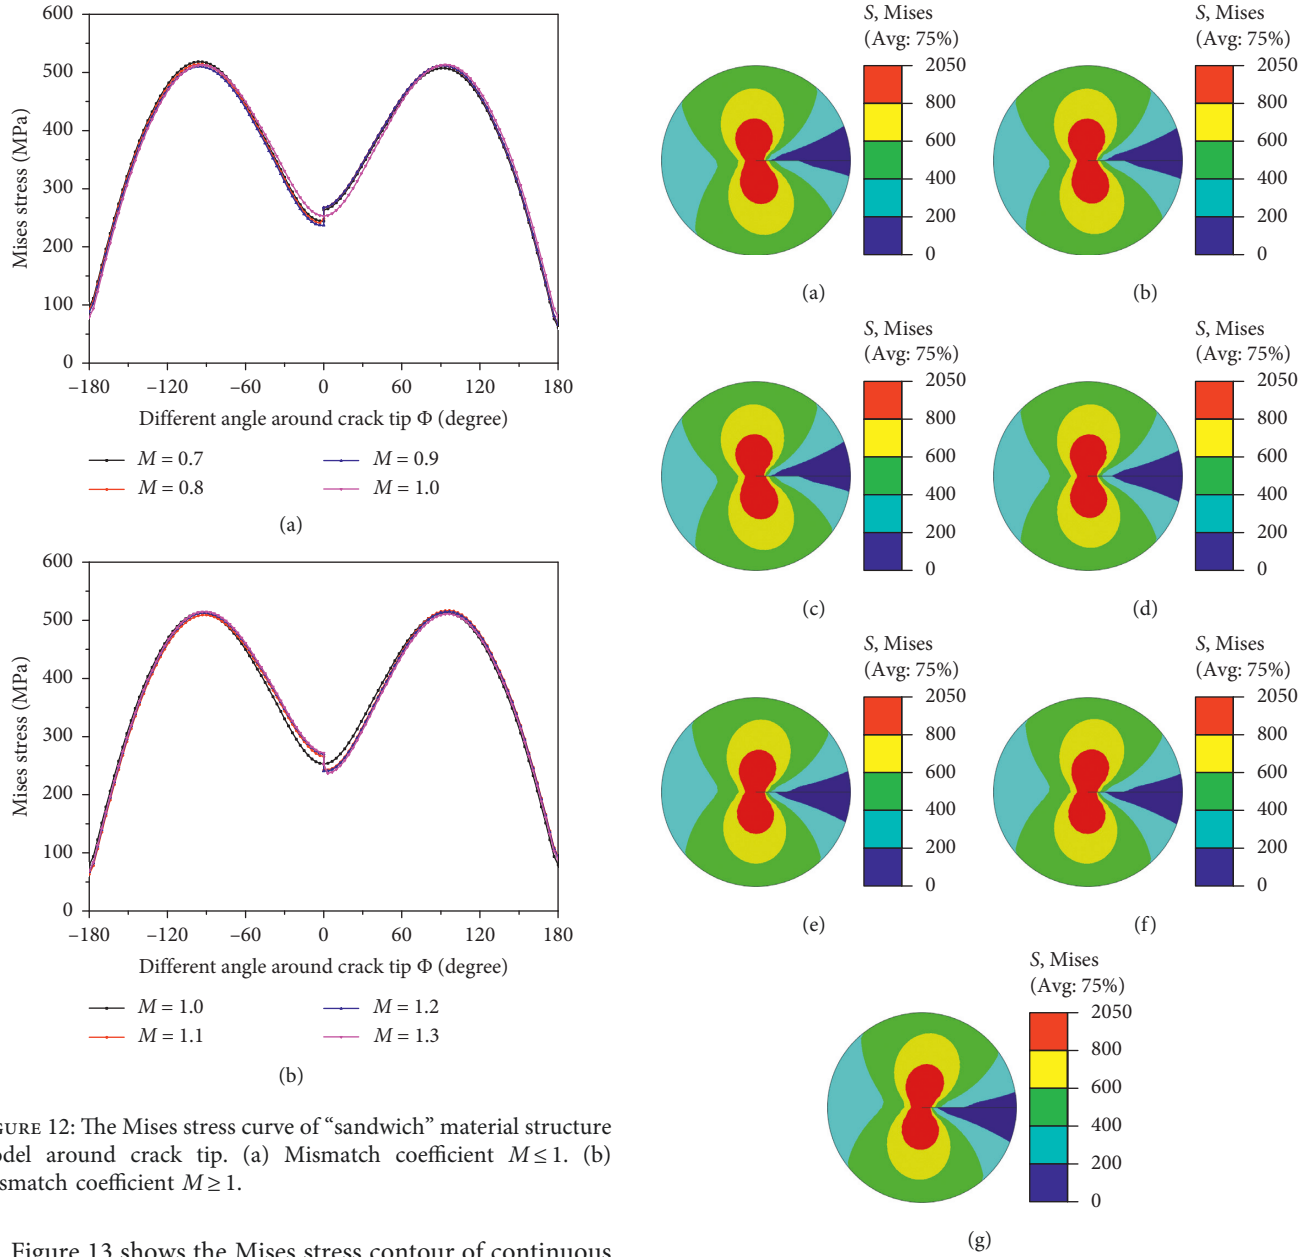 600
500
400
300
200
100
0
Mises stress (MPa)
−180
−120
−60
0
60
120
180
Different angle around crack tip Φ (degree)
M = 0.7
M = 0.9
M = 0.8
M = 1.0
(a)
600
500
400
300
200
100
0
Mises stress (MPa)
−180
−120
−60
0
60
120
180
Different angle around crack tip Φ (degree)
M = 1.0
M = 1.2
M = 1.1
M = 1.3
(b)
GURE 12: The Mises stress curve of “sandwich” material structure
odel around crack tip. (a) Mismatch coefficient M ≤ 1. (b)
ismatch coefficient M ≥ 1.
Figure 13 shows the Mises stress contour of continuous
S, Mises
(Avg: 75%)
2050
800
600
400
200
0
(a)
S, Mises
(Avg: 75%)
2050
800
600
400
200
0
(b)
S, Mises
(Avg: 75%)
2050
800
600
400
200
0
(c)
S, Mises
(Avg: 75%)
2050
800
600
400
200
0
(d)
S, Mises
(Avg: 75%)
2050
800
600
400
200
0
(e)
S, Mises
(Avg: 75%)
2050
800
600
400
200
0
(f)
S, Mises
(Avg: 75%)
2050
800
600
400
200
0
(g)